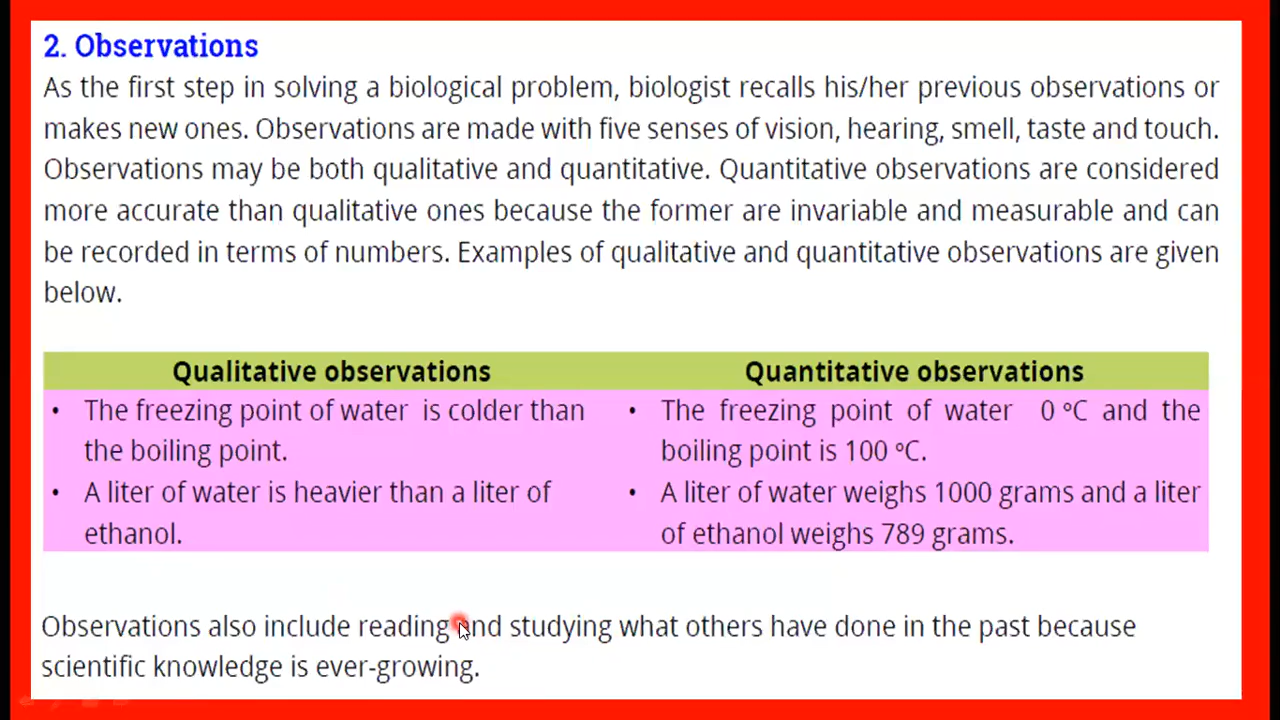 2. Observations
As the first step in solving a biological problem, biologist recalls his/her previous observations or
makes new ones. Observations are made with five senses of vision, hearing, smell, taste and touch.
Observations may be both qualitative and quantitative. Quantitative observations are considered
more accurate than qualitative ones because the former are invariable and measurable and can
be recorded in terms of numbers. Examples of qualitative and quantitative observations are given
below.
Qualitative observations
• The freezing point of water is colder than
the boiling point.
• A liter of water is heavier than a liter of
ethanol.
Quantitative observations
• The freezing point of water 0 ºC and the
boiling point is 100 ºC.
• A liter of water weighs 1000 grams and a liter
of ethanol weighs 789 grams.
Observations also include reading and studying what others have done in the past because
scientific knowledge is ever-growing.